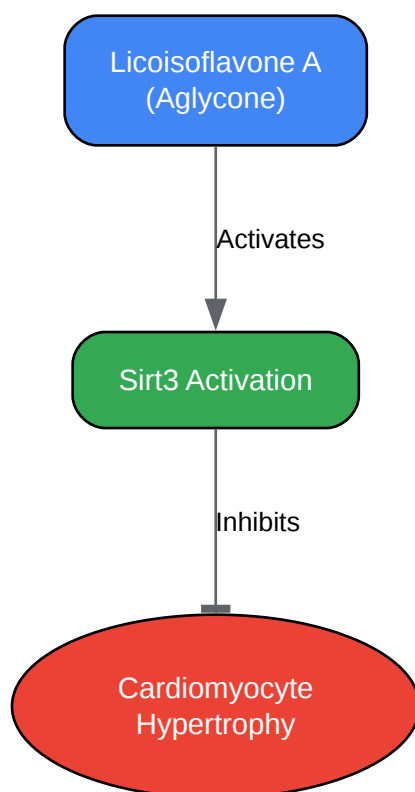 Licoisoflavone A
(Aglycone)
Activates
Sirt3 Activation
Inhibits
Cardiomyocyte
Hypertrophy